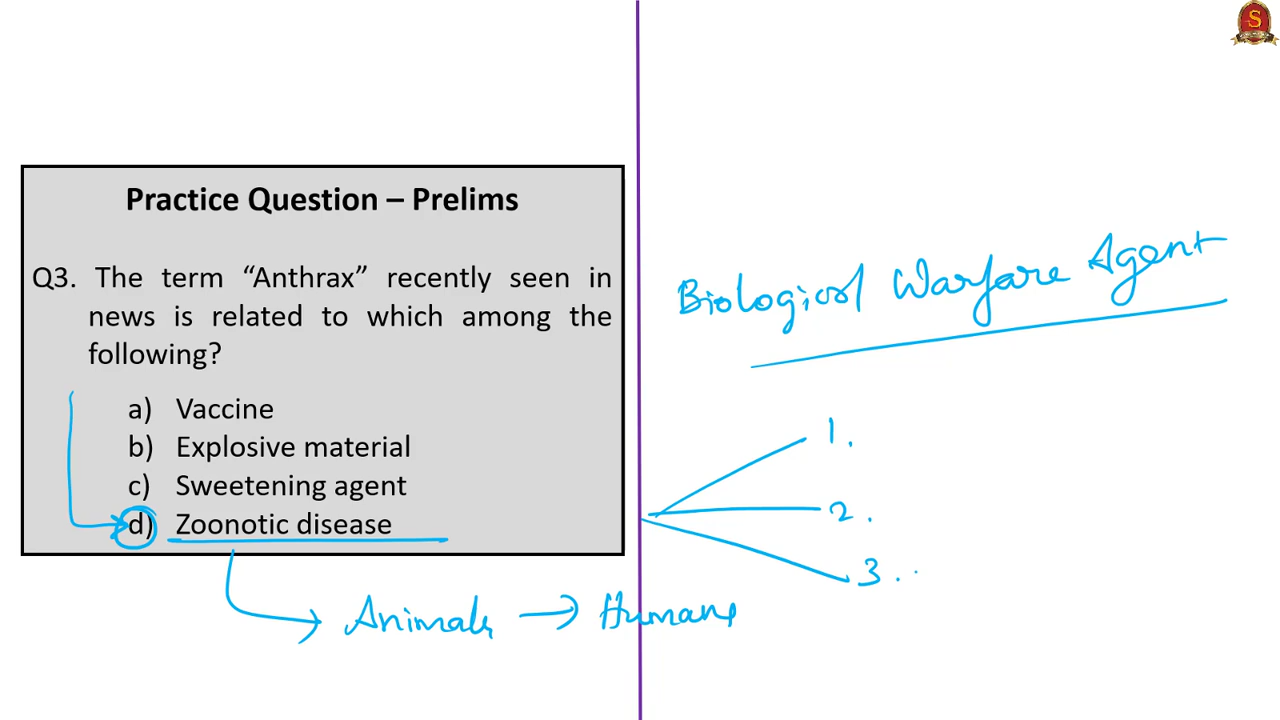 Practice Question – Prelims
Q3. The term “Anthrax” recently seen in
news is related to which among the
following?
a) Vaccine
b) Explosive material
c) Sweetening agent
d) Zoonotic disease
Animals → Humans
Biological Warfare Agent
1.
2.
3..
S